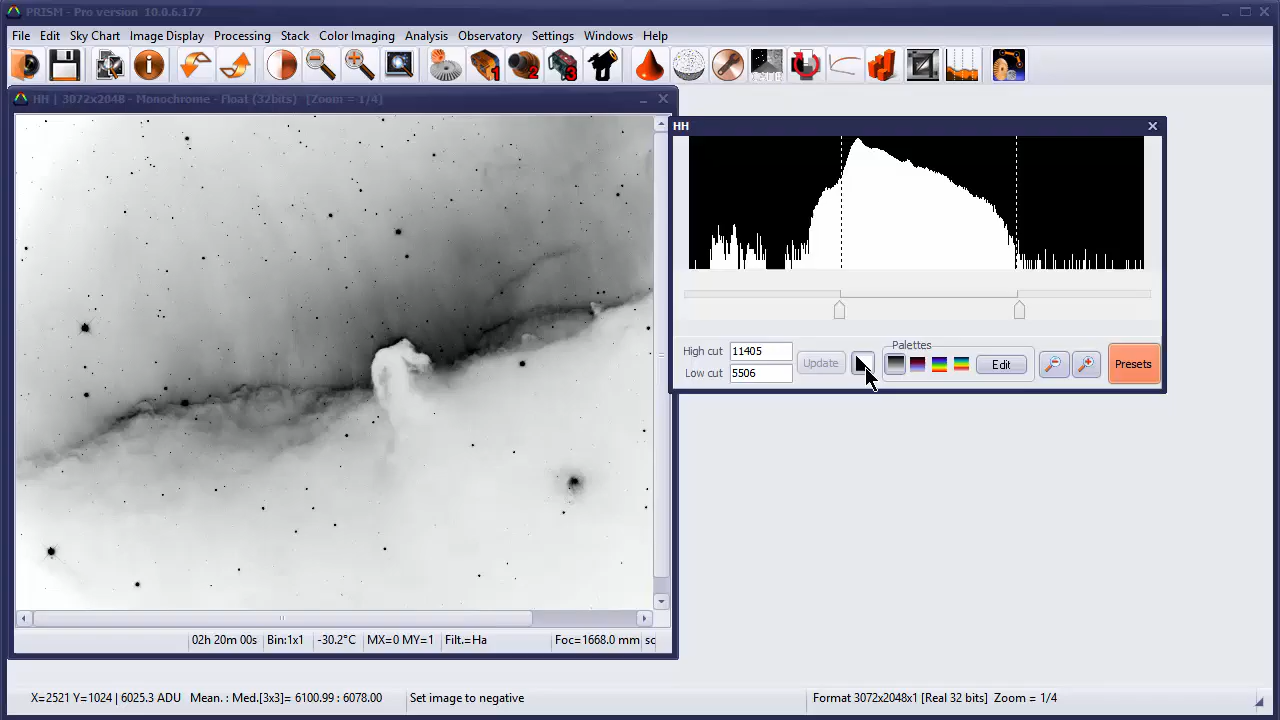 PRISM - Pro version 10.0.6.177
File Edit Sky Chart Image Display Processing Stack Color Imaging Analysis Observatory Settings Windows Help
1 2 3
HH | 3072x2048 - Monochrome - Float (32bits) [Zoom = 1/4]
HH
High cut 11405
Low cut 5506
Update
Palettes
Edit
Presets
02h 20m 00s Bin:1x1 -30.2°C MX=0 MY=1 Filt.=Ha Foc=1668.0 mm sc
X=2521 Y=1024 | 6025.3 ADU Mean. : Med.[3x3]= 6100.99 : 6078.00 Set image to negative Format 3072x2048x1 [Real 32 bits] Zoom = 1/4